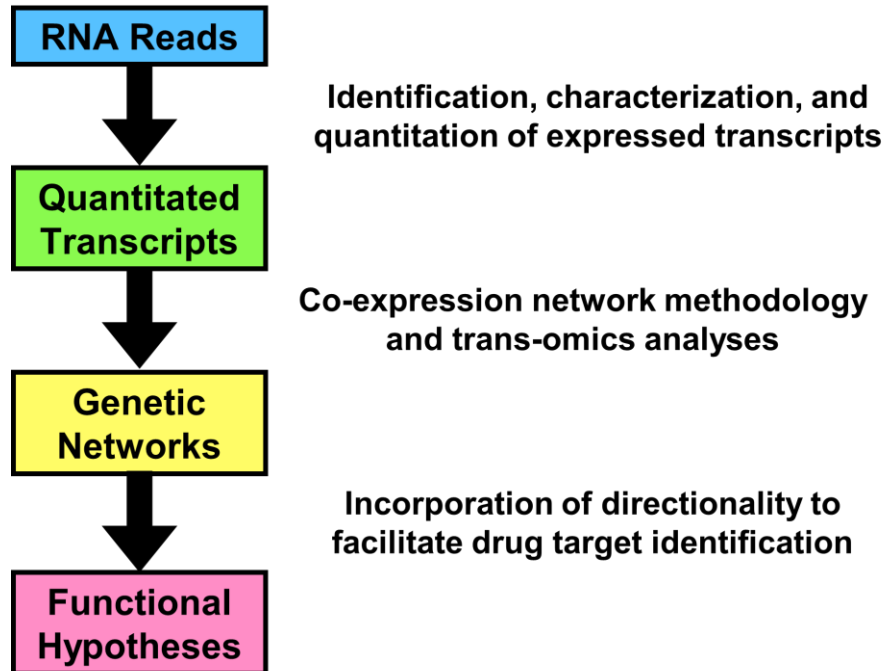 RNA Reads
Identification, characterization, and
quantitation of expressed transcripts
Quantitated
Transcripts
Co-expression network methodology
and trans-omics analyses
Genetic
Networks
Incorporation of directionality to
facilitate drug target identification
Functional
Hypotheses